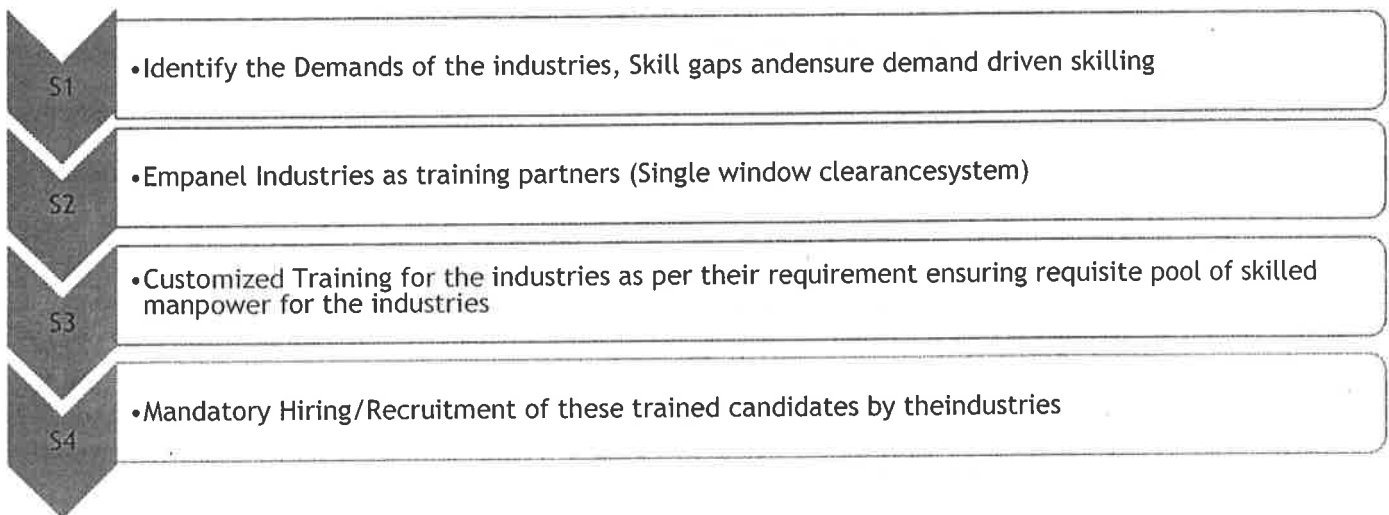 S1
•Identify the Demands of the industries, Skill gaps andensure demand driven skilling
S2
•Empanel Industries as training partners (Single window clearancesystem)
S3
•Customized Training for the industries as per their requirement ensuring requisite pool of skilled
manpower for the industries
S4
•Mandatory Hiring/Recruitment of these trained candidates by theindustries